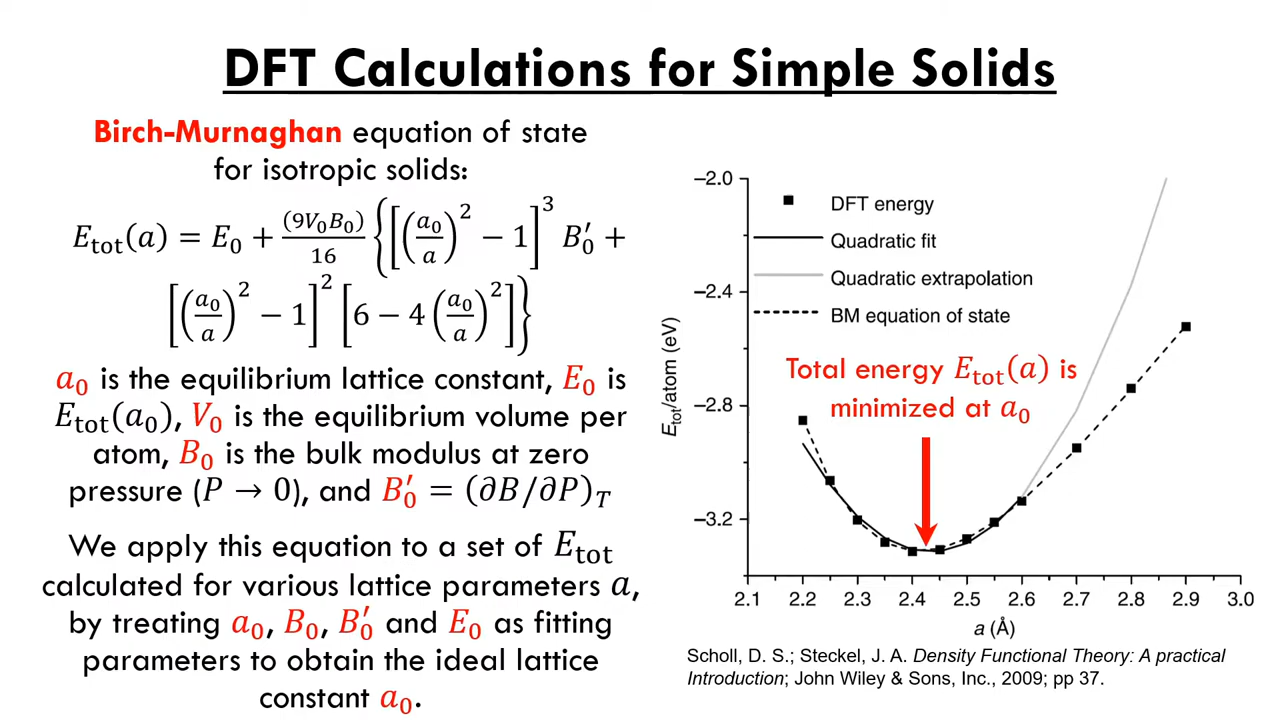 DFT Calculations for Simple Solids
Birch-Murnaghan equation of state
for isotropic solids:
E_tot(a) = E_0 + (9V_0B_0)/16 {[(a_0/a)^2 − 1]^3 B_0′ +
[(a_0/a)^2 − 1]^2 [6 − 4(a_0/a)^2]}
a_0 is the equilibrium lattice constant, E_0 is
E_tot(a_0), V_0 is the equilibrium volume per
atom, B_0 is the bulk modulus at zero
pressure (P → 0), and B_0′ = (∂B/∂P)_T
We apply this equation to a set of E_tot
calculated for various lattice parameters a,
by treating a_0, B_0, B_0′ and E_0 as fitting
parameters to obtain the ideal lattice
constant a_0.
−2.0
−2.4
−2.8
−3.2
E_tot/atom (eV)
DFT energy
Quadratic fit
Quadratic extrapolation
BM equation of state
Total energy E_tot(a) is
minimized at a_0
2.1 2.2 2.3 2.4 2.5 2.6 2.7 2.8 2.9 3.0
a (Å)
Scholl, D. S.; Steckel, J. A. Density Functional Theory: A practical
Introduction; John Wiley & Sons, Inc., 2009; pp 37.